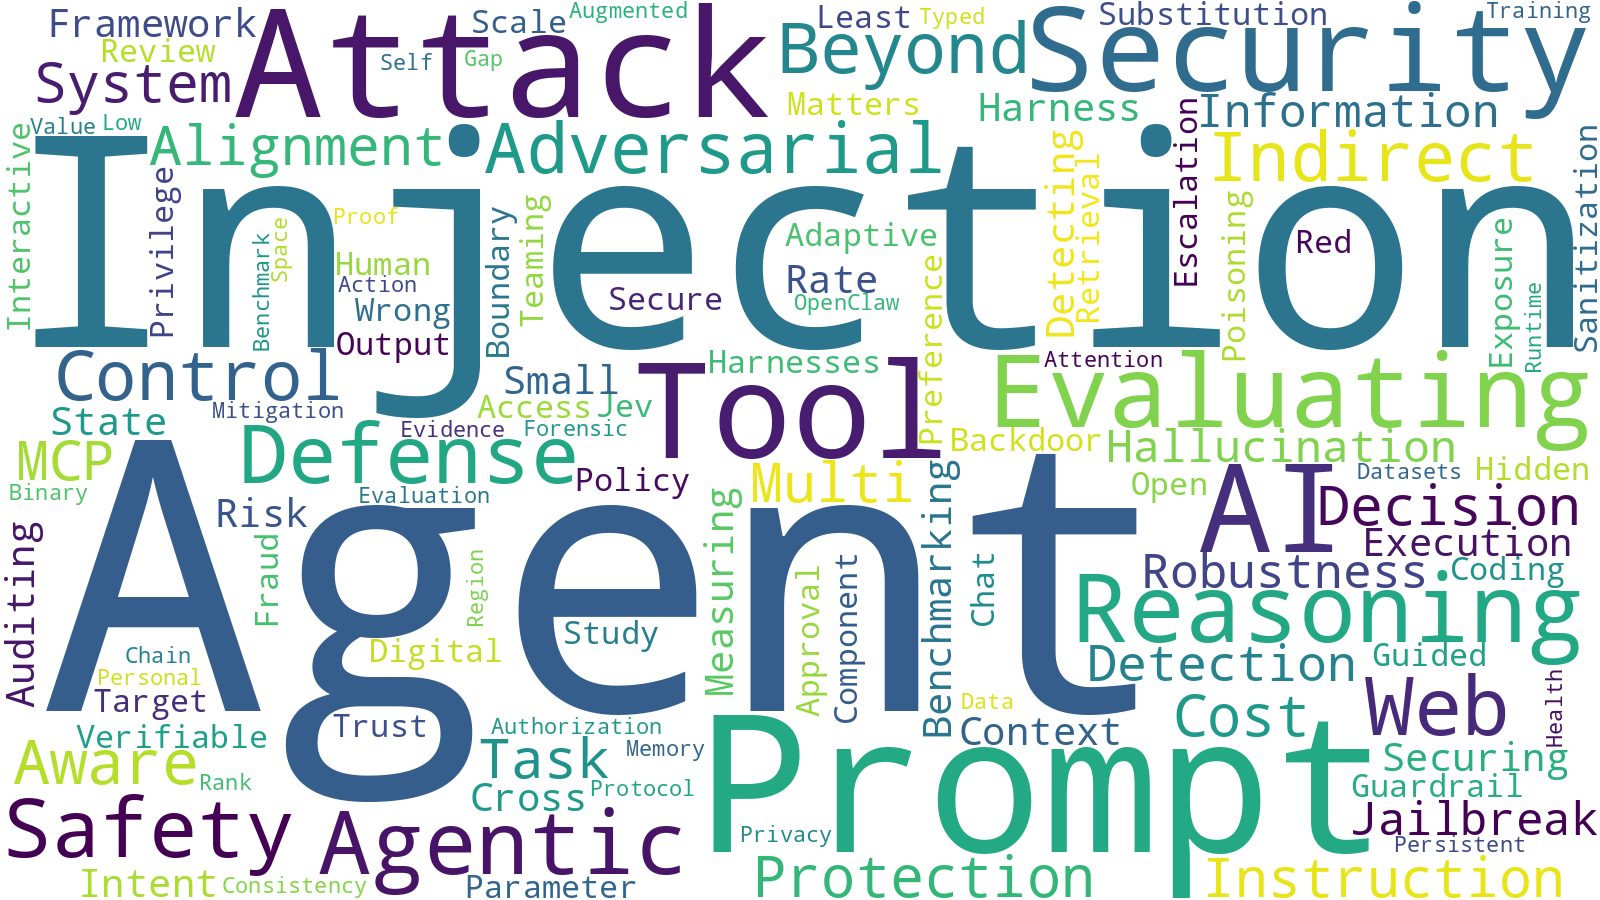 Framework
Attack
Scale
Augmented
Beyond
Least
Typed
Security
Substitution
Training
Review
Self
Gap
System
Matters
Harness
Information
Value
Low
Interactive
Alignment
Injection
Adversarial
Detecting
Retrieval
Escalation
Indirect
Sanitization
Privilege
Benchmark
Space
Proof
Human
Action
Wrong
Output
Boundary
Teaming
Secure
Adaptive
Rate
OpenClaw
Preference
Poisoning
Red
Exposure
Runtime
Control
State
Mitigation
Small
Access
Jev
Harnesses
Tool
Attention
Evaluating
MCP
Defense
Evidence
Forensic
Policy
Multi
Backdoor
Hallucination
Open
Datasets
Hidden
Binary
Risk
Evaluation
AI
Decision
Execution
Auditing
Agent
Fraud
Region
Study
Measuring
Approval
Component
Benchmarking
Chat
Robustness
Coding
Reasoning
Chain
Personal
Target
Digital
Detection
Guided
Health
Verifiable
Trust
Authorization
Data
Context
Cost
Web
Aware
Rank
Task
Memory
Cross
Protocol
Prompt
Securing
Guardrail
Safety
Agentic
Privacy
Jailbreak
Persistent
Intent
Consistency
Parameter
Protection
Instruction